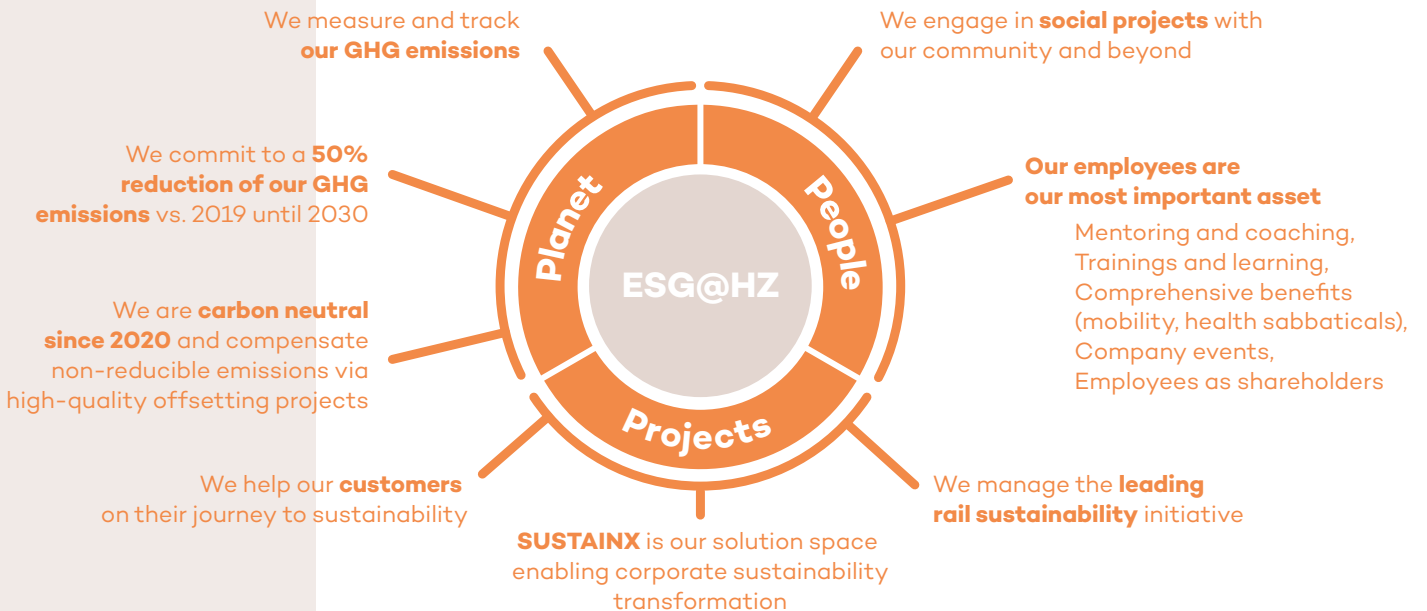 We measure and track
our GHG emissions
We commit to a 50%
reduction of our GHG
emissions vs. 2019 until 2030
We are carbon neutral
since 2020 and compensate
non-reducible emissions via
high-quality offsetting projects
We help our customers
on their journey to sustainability
SUSTAINX is our solution space
enabling corporate sustainability
transformation
We manage the leading
rail sustainability initiative
We engage in social projects with
our community and beyond
Our employees are
our most important asset
Mentoring and coaching,
Trainings and learning,
Comprehensive benefits
(mobility, health sabbaticals),
Company events,
Employees as shareholders
Planet
People
Projects
ESG@HZ